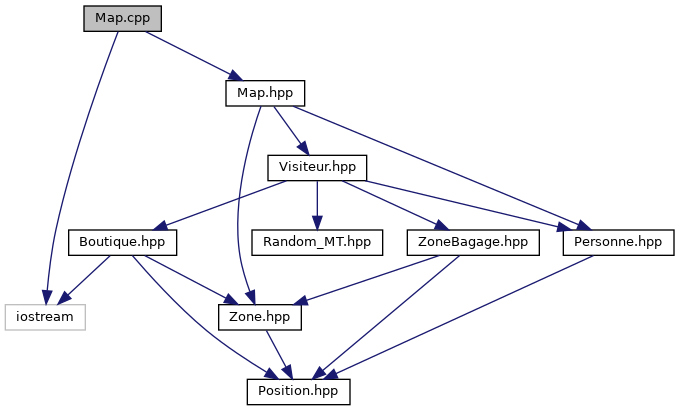 Map.cpp
Map.hpp
Visiteur.hpp
Boutique.hpp
Random_MT.hpp
ZoneBagage.hpp
Personne.hpp
iostream
Zone.hpp
Position.hpp